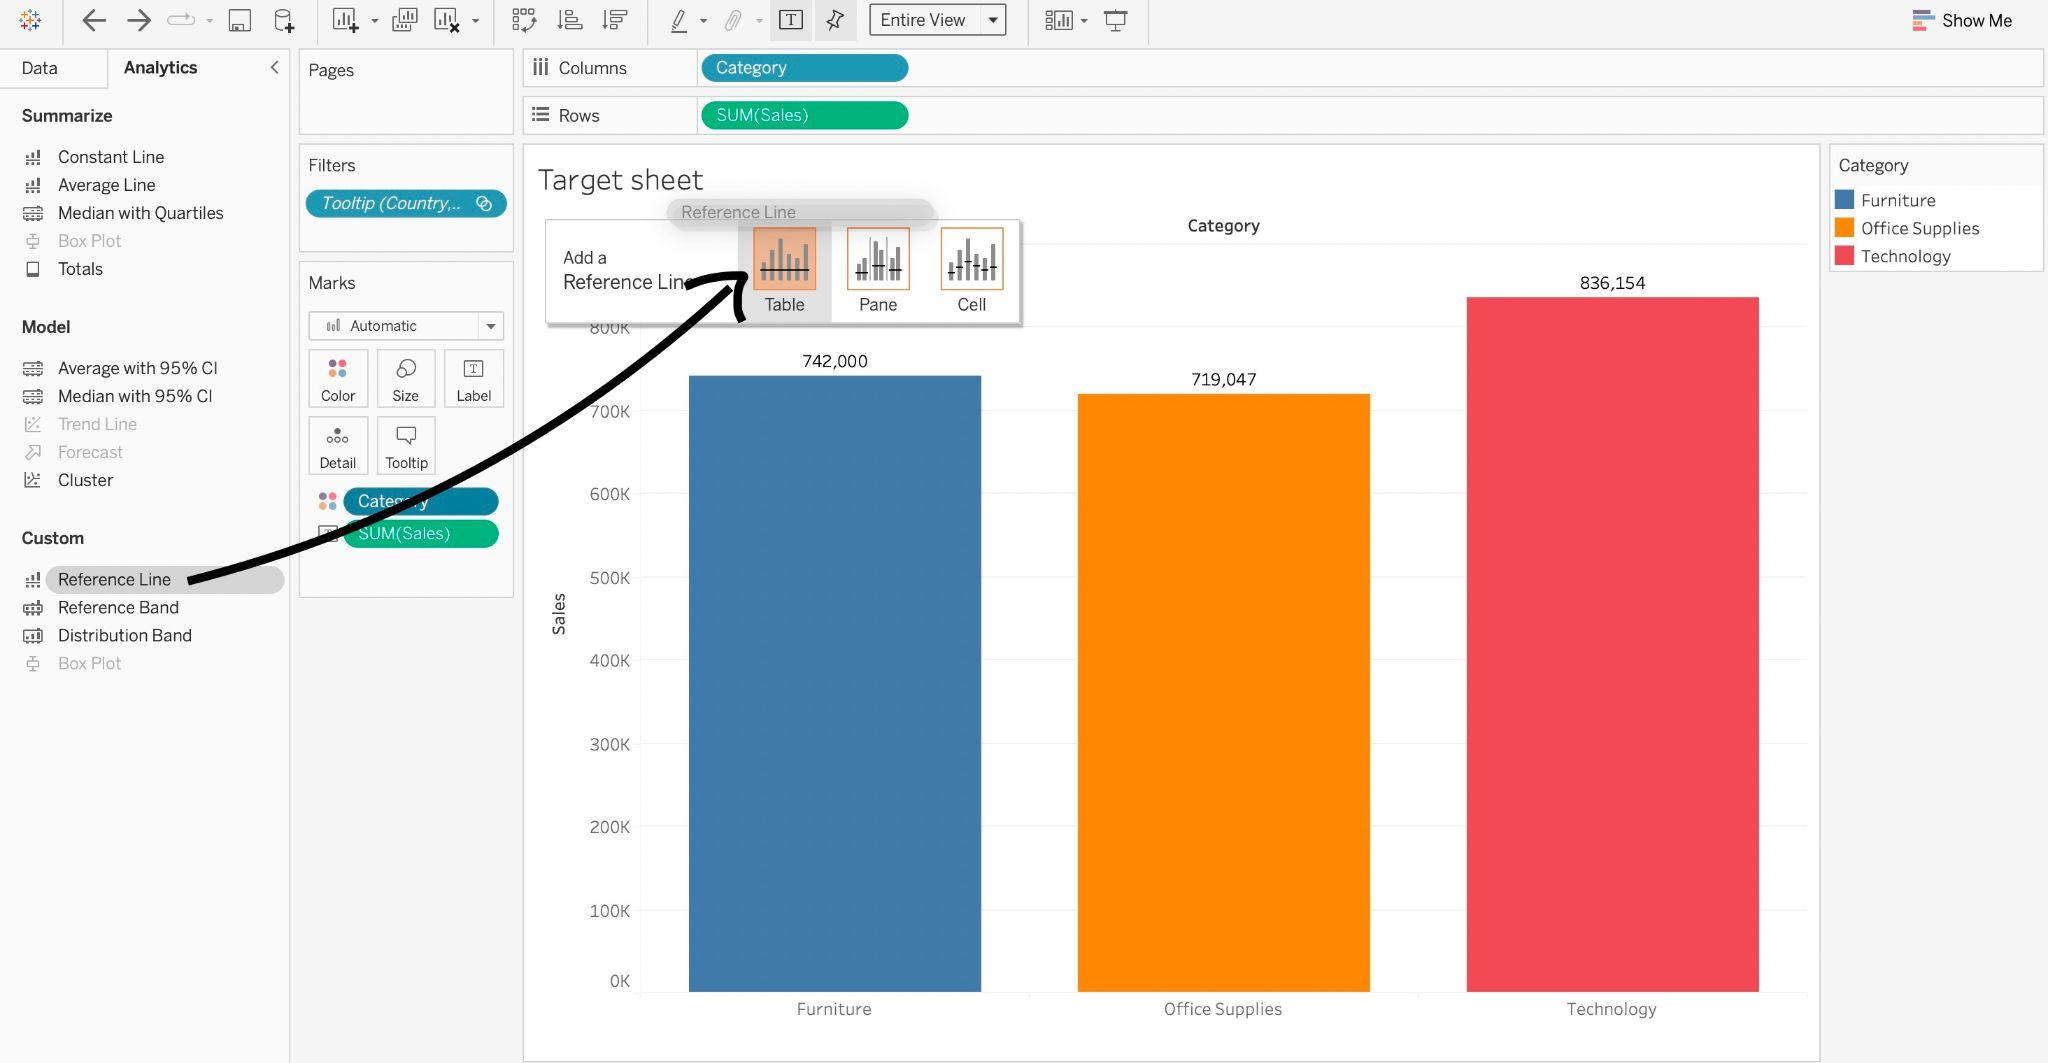 Entire View
Show Me
Data
Analytics
Summarize
Constant Line
Average Line
Median with Quartiles
Box Plot
Totals
Model
Average with 95% CI
Median with 95% CI
Trend Line
Forecast
Cluster
Custom
Reference Line
Reference Band
Distribution Band
Box Plot
Pages
Filters
Tooltip (Country,..
Marks
Automatic
Color
Size
T
Label
Detail
Tooltip
Category
SUM(Sales)
Columns
Category
Rows
SUM(Sales)
Target sheet
Reference Line
Add a
Reference Line
Table
Pane
Cell
Category
836,154
742,000
719,047
800K
700K
600K
500K
400K
300K
200K
100K
0K
Sales
Furniture
Office Supplies
Technology
Category
Furniture
Office Supplies
Technology